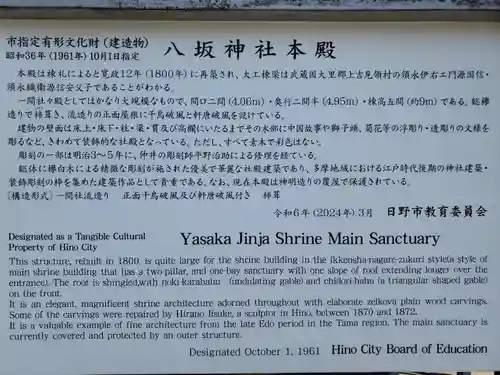 市指定有形文化財(建造物)
昭和36年(1961年)10月1日指定
八坂神社本殿
本殿は棟札によると寛政12年(1800年)に再築され、大工棟梁は武蔵国大里郡上吉見領村の須永伊右エ門源国信・
須永織衛源信安父子であることがわかる。
一間社々殿としてはかなり大規模なもので、間口二間(4.06m)・奥行二間半(4.95m)・棟高五間(約9m)である。総欅
造りで柿葺き、流造りの正面屋根に千鳥破風と軒唐破風を設けている。
建物の壁面は床上・床下・柱・梁・貫及び高欄にいたるまでその木部に中国故事や獅子頭、菊花等の浮彫り・透彫りの文様を
彫るなど、きわめて装飾的な社殿となっている。ただし、すべて素木で彩色はない。
彫刻の一部は明治3〜5年に、仲井の彫刻師平野治助による修理を経ている。
総体に欅白木による精緻な彫刻が施された優美で華麗な社殿建築であり、多摩地域における江戸時代後期の神社建築・
装飾彫刻の粋を集めた建築作品として貴重である。なお、現在本殿は神明造りの覆屋で保護されている。
[構造形式] 一間社流造り 正面千鳥破風及び軒唐破風付き 柿葺
令和6年(2024年)3月 日野市教育委員会
Designated as a Tangible Cultural
Property of Hino City
Yasaka Jinja Shrine Main Sanctuary
This structure, rebuilt in 1800, is quite large for the shrine building in the ikkensha-nagare-zukuri style(a style of
main shrine building that has a two-pillar, and one-bay sanctuary with one slope of roof extending longer over the
entrance). The roof is shingled,with noki-karahahu (undulating gable) and chidori-hahu (a triangular shaped gable)
on the front.
It is an elegant, magnificent shrine architecture adorned throughout with elaborate zelkova plain wood carvings.
Some of the carvings were repaired by Hirano Jisuke, a sculptor in Hino, between 1870 and 1872.
It is a valuable example of fine architecture from the late Edo period in the Tama region. The main sanctuary is
currently covered and protected by an outer structure.
Designated October 1, 1961 Hino City Board of Education